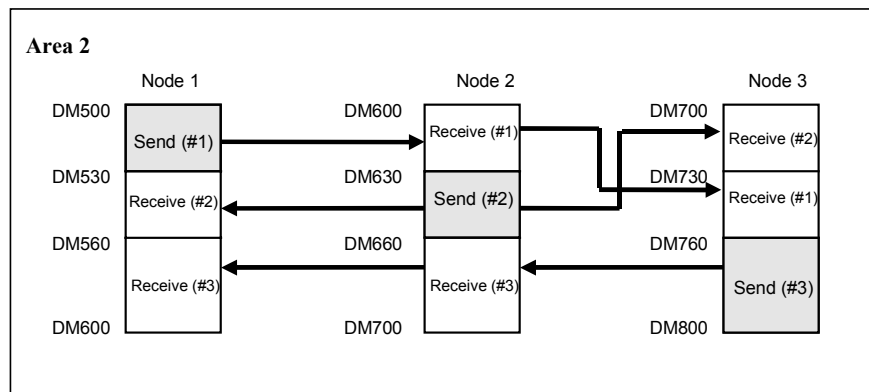 Area 2
Node 1 Node 2 Node 3
DM500 DM600 DM700
Send (#1) Receive (#1) Receive (#2)
DM530 DM630 DM730
Receive (#2) Send (#2) Receive (#1)
DM560 DM660 DM760
Receive (#3) Receive (#3) Send (#3)
DM600 DM700 DM800